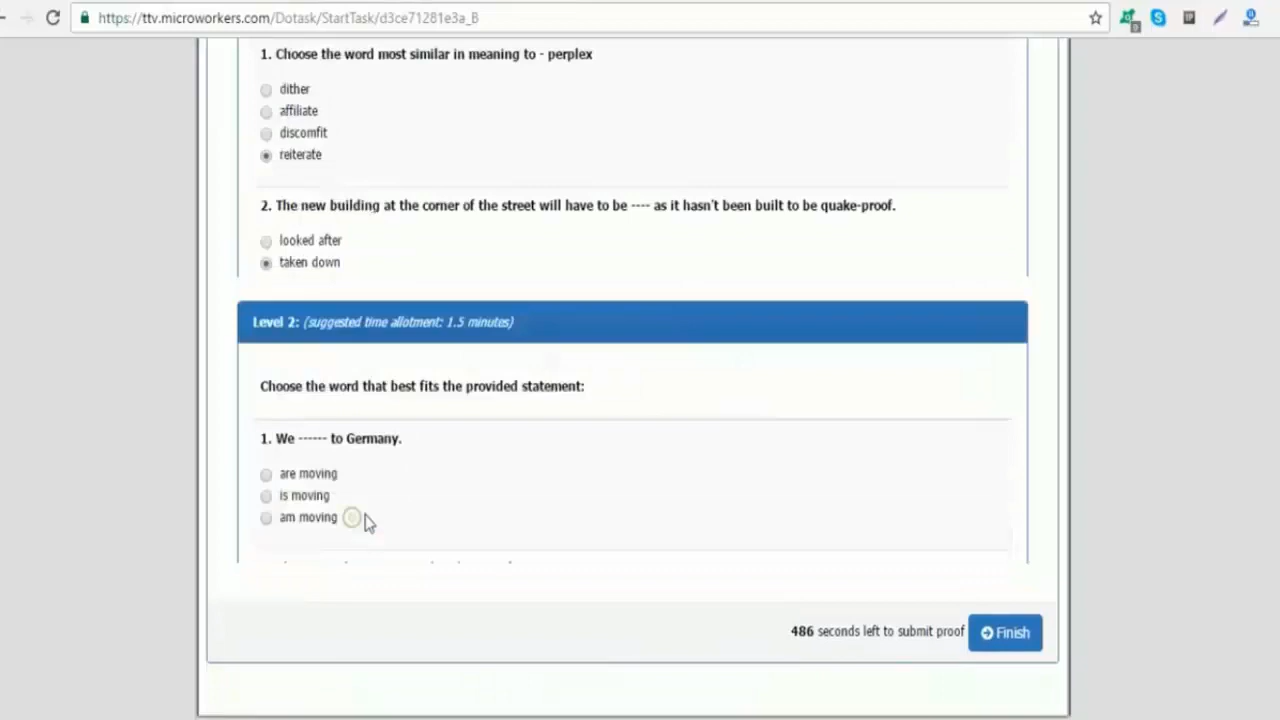 https://ttv.microworkers.com/Dotask/StartTask/d3ce71281e3a_B
1. Choose the word most similar in meaning to - perplex
dither
affiliate
discomfit
reiterate
2. The new building at the corner of the street will have to be ---- as it hasn't been built to be quake-proof.
looked after
taken down
Level 2: (suggested time allotment: 1.5 minutes)
Choose the word that best fits the provided statement:
1. We ------ to Germany.
are moving
is moving
am moving
486 seconds left to submit proof
Finish